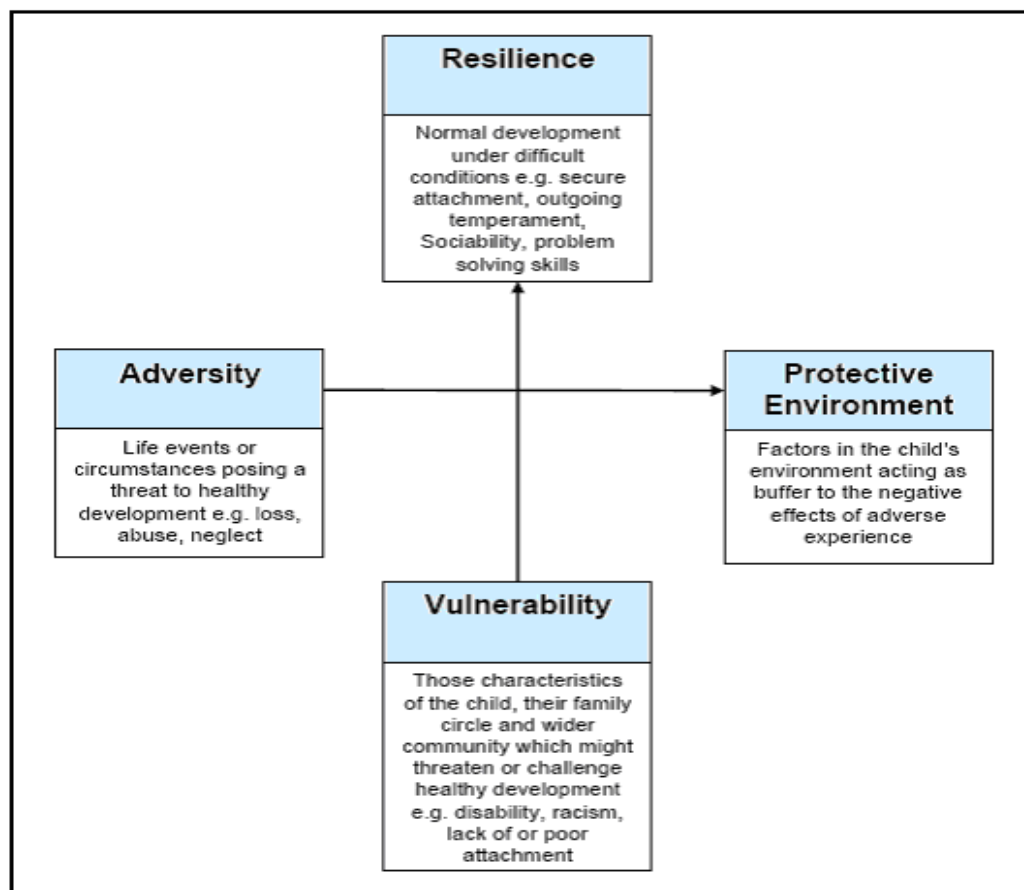 Resilience
Normal development
under difficult
conditions e.g. secure
attachment, outgoing
temperament,
Sociability, problem
solving skills
Adversity
Life events or
circumstances posing a
threat to healthy
development e.g. loss,
abuse, neglect
Protective
Environment
Factors in the child's
environment acting as
buffer to the negative
effects of adverse
experience
Vulnerability
Those characteristics
of the child, their family
circle and wider
community which might
threaten or challenge
healthy development
e.g. disability, racism,
lack of or poor
attachment